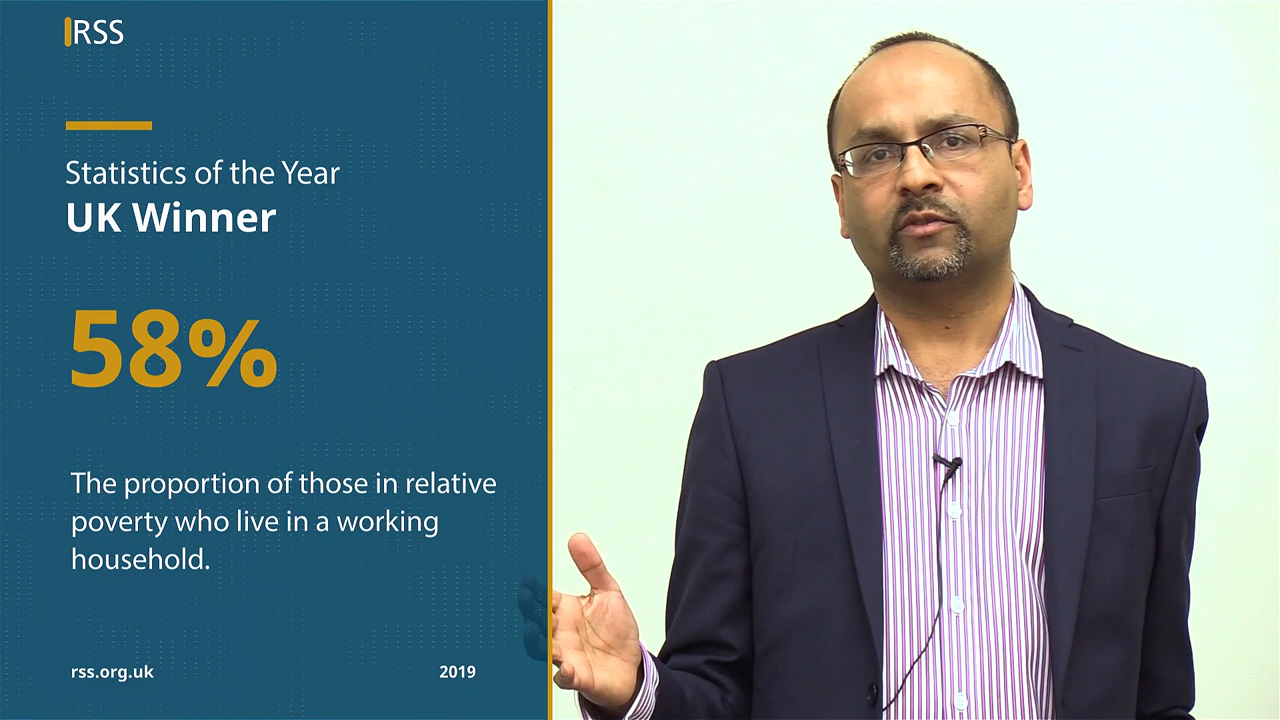 RSS
Statistics of the Year
UK Winner
58%
The proportion of those in relative
poverty who live in a working
household.
rss.org.uk
2019